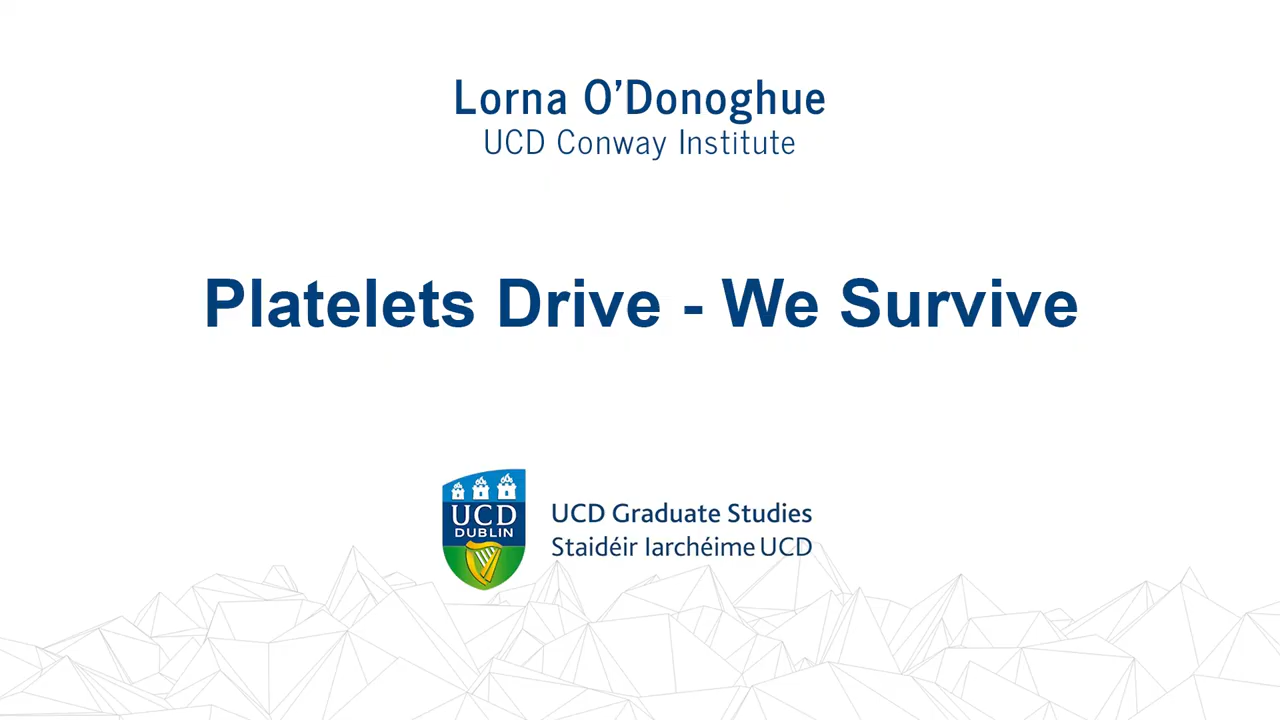 Lorna O'Donoghue
UCD Conway Institute
Platelets Drive - We Survive
UCD
DUBLIN
UCD Graduate Studies
Staidéir Iarchéime UCD